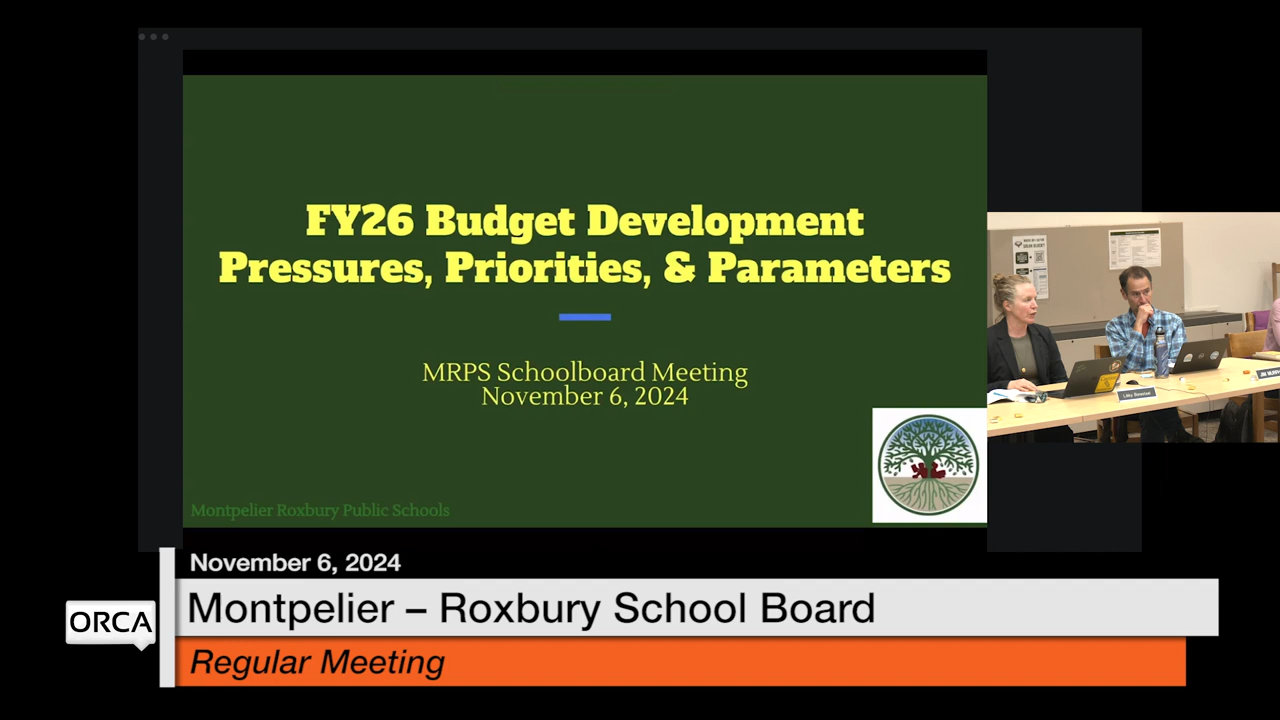 FY26 Budget Development
Pressures, Priorities, & Parameters
MRPS Schoolboard Meeting
November 6, 2024
Montpelier Roxbury Public Schools
November 6, 2024
ORCA
Montpelier – Roxbury School Board
Regular Meeting